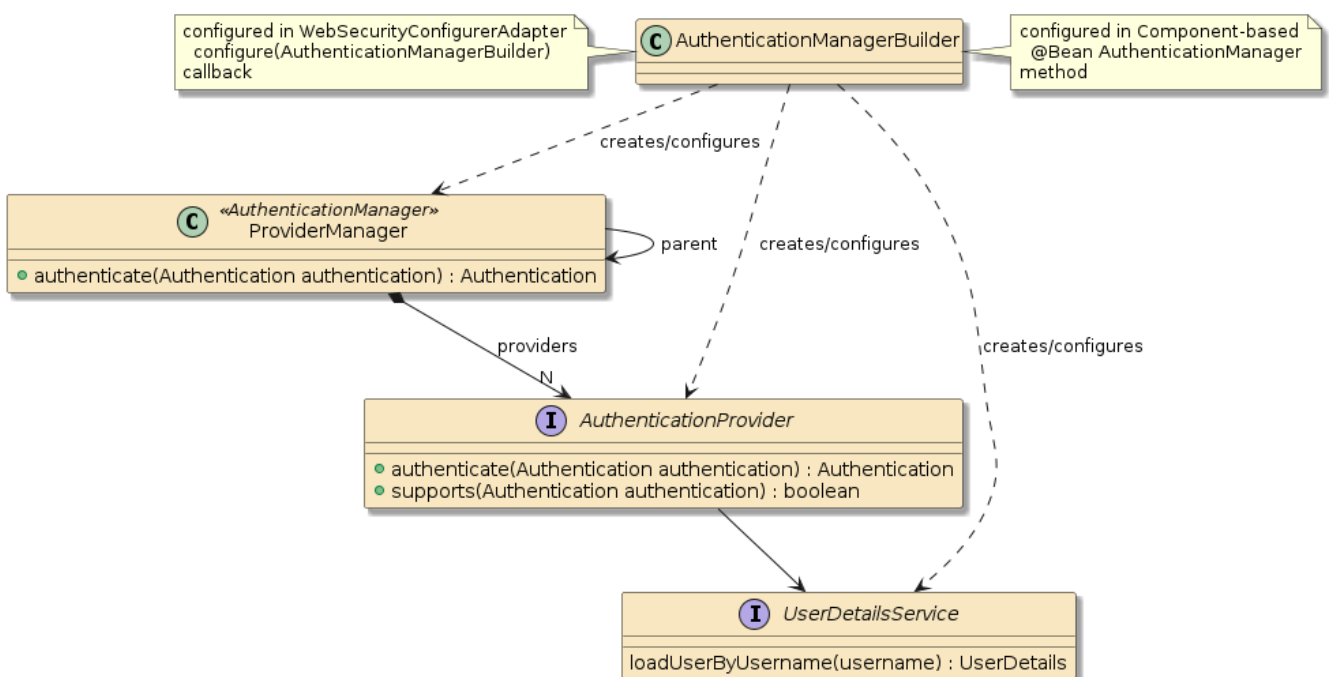 configured in WebSecurityConfigurerAdapter
configure(AuthenticationManagerBuilder)
callback
C AuthenticationManagerBuilder
configured in Component-based
@Bean AuthenticationManager
method
creates/configures
C «AuthenticationManager»
ProviderManager
authenticate(Authentication authentication) : Authentication
parent
creates/configures
creates/configures
providers
N
I AuthenticationProvider
authenticate(Authentication authentication) : Authentication
supports(Authentication authentication) : boolean
I UserDetailsService
loadUserByUsername(username) : UserDetails